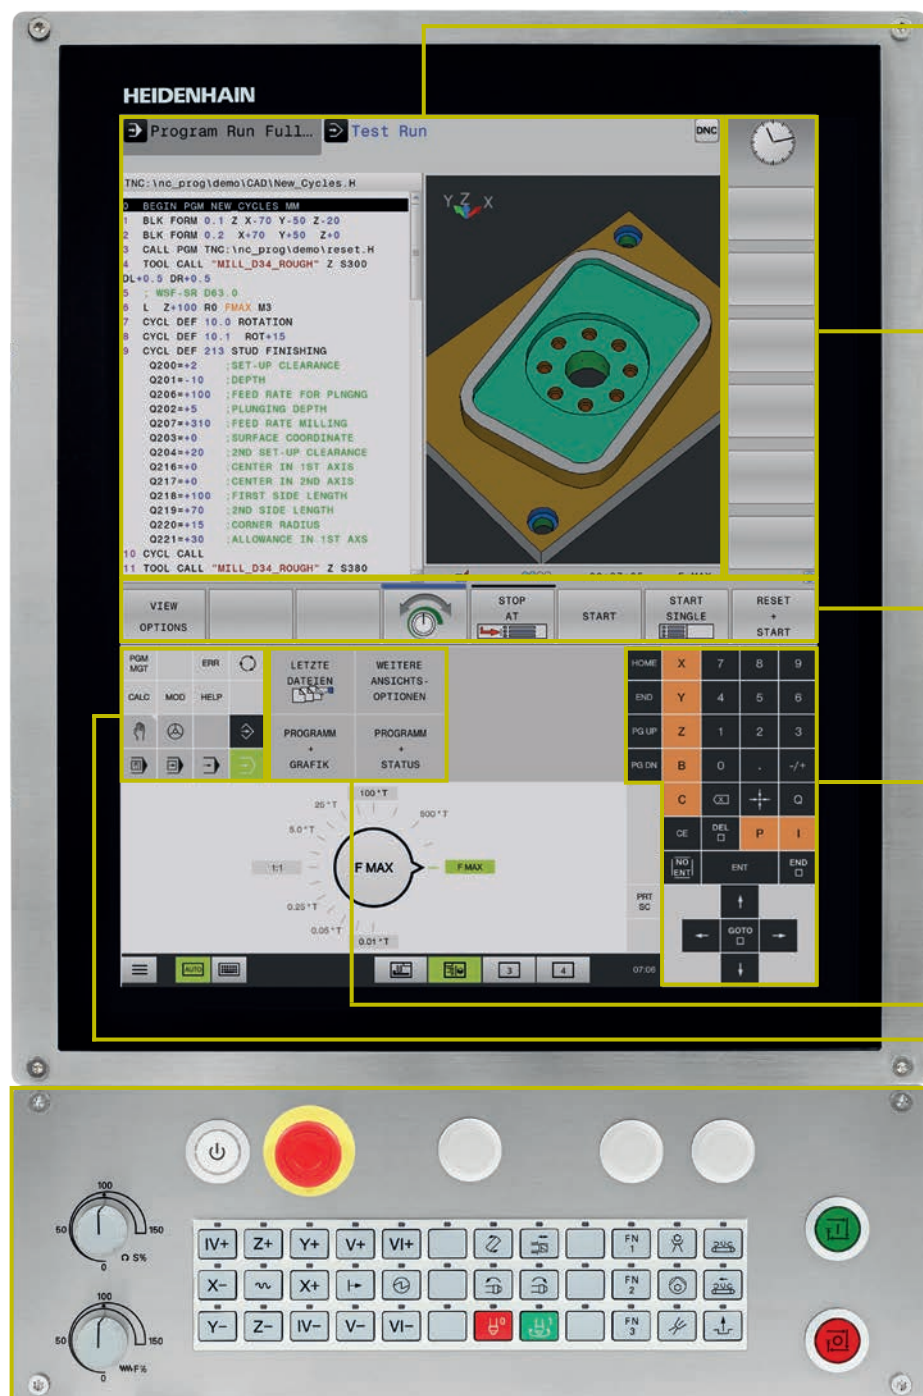 HEIDENHAIN
Program Run Full...
Test Run
DNC
TNC:\nc_prog\demo\CAD\New_Cycles.H
0 BEGIN PGM NEW_CYCLES MM
1 BLK FORM 0.1 Z X-70 Y-50 Z-20
2 BLK FORM 0.2 X+70 Y+50 Z+0
3 CALL PGM TNC:\nc_prog\demo\reset.H
4 TOOL CALL "MILL_D34_ROUGH" Z S300
DL+0.5 DR+0.5
5 ; WSF-SR D63.0
6 L Z+100 R0 FMAX M3
7 CYCL DEF 10.0 ROTATION
8 CYCL DEF 10.1 ROT+15
9 CYCL DEF 213 STUD FINISHING
Q200=+2 ;SET-UP CLEARANCE
Q201=-10 ;DEPTH
Q206=+100 ;FEED RATE FOR PLNGNG
Q202=+5 ;PLUNGING DEPTH
Q207=+310 ;FEED RATE MILLING
Q203=+0 ;SURFACE COORDINATE
Q204=+20 ;2ND SET-UP CLEARANCE
Q216=+0 ;CENTER IN 1ST AXIS
Q217=+0 ;CENTER IN 2ND AXIS
Q218=+100 ;FIRST SIDE LENGTH
Q219=+70 ;2ND SIDE LENGTH
Q220=+15 ;CORNER RADIUS
Q221=+30 ;ALLOWANCE IN 1ST AXS
10 CYCL CALL
11 TOOL CALL "MILL_D34_ROUGH" Z S380
Y Z X
VIEW
OPTIONS
STOP
AT
START
START
SINGLE
RESET
+
START
PGM
MGT
ERR
CALC MOD HELP
LETZTE
DATEIEN
WEITERE
ANSICHTS-
OPTIONEN
PROGRAMM
+
GRAFIK
PROGRAMM
+
STATUS
HOME X 7 8 9
END Y 4 5 6
PG UP Z 1 2 3
PG DN B 0 . -/+
C Q
CE DEL P I
NO
ENT
ENT
END
GOTO
PRT
SC
100*T
20*T
500*T
5.0*T
1:1
F MAX
F MAX
0.25*T
0.05*T
0.01*T
AUTO
3
4
07:06
100
50
150
0
S%
100
50
150
0
F%
IV+ Z+ Y+ V+ VI+ FN 1
X- X+ FN 2
Y- Z- IV- V- VI- 0 1 FN 3